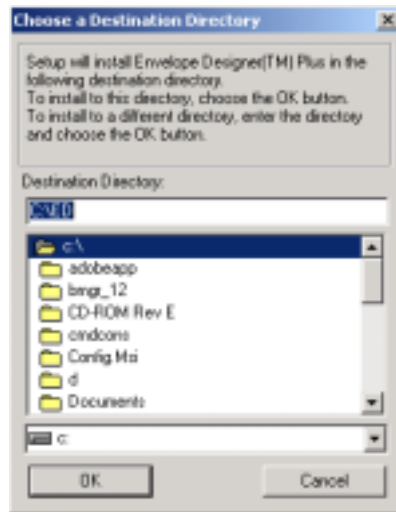 Choose a Destination Directory
Setup will install Envelope Designer(TM) Plus in the
following destination directory.
To install to this directory, choose the OK button.
To install to a different directory, enter the directory
and choose the OK button.
Destination Directory:
C:\ED
c:\
adobeapp
bmgr_12
CD-ROM Rev E
cmdcons
Config.Msi
d
Documents
c:
OK
Cancel